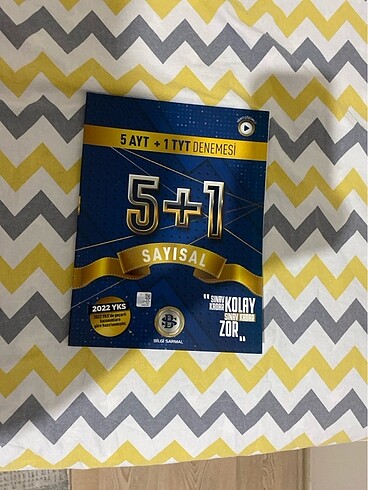 5 AYT + 1 TYT DENEMESİ
5+1
SAYISAL
2022 YKS
"SINAV
KADAR KOLAY
SINAV KADAR
ZOR"
BİLGİ SARMAL